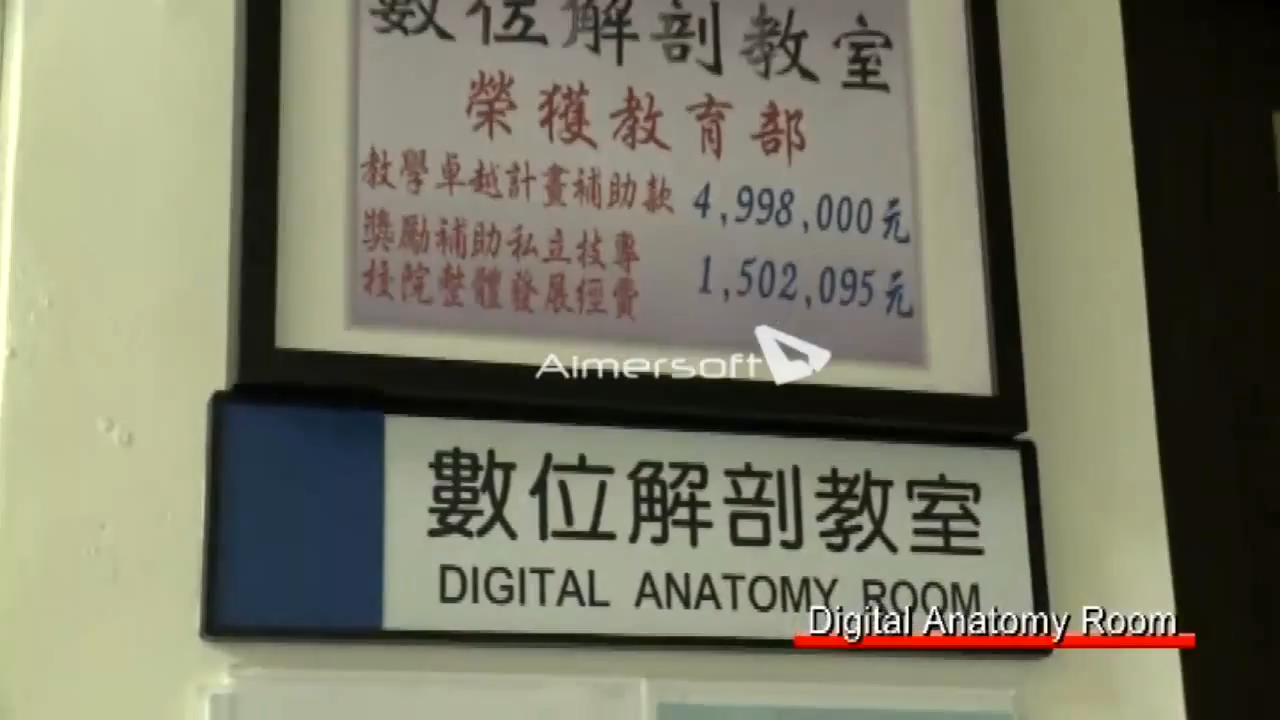 數位解剖教室
榮獲教育部
教學卓越計畫補助款 4,998,000元
獎勵補助私立技專
校院整體發展經費 1,502,095元
Aimersoft
數位解剖教室
DIGITAL ANATOMY ROOM
Digital Anatomy Room